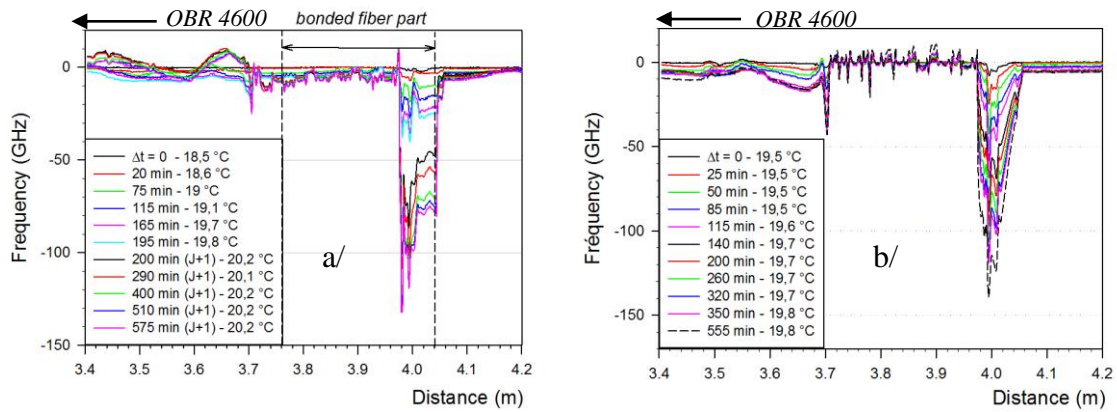 OBR 4600
bonded fiber part
Frequency (GHz)
0
-50
-100
-150
Δt = 0 - 18,5 °C
20 min - 18,6 °C
75 min - 19 °C
115 min - 19,1 °C
165 min - 19,7 °C
195 min - 19,8 °C
200 min (J+1) - 20,2 °C
290 min (J+1) - 20,1 °C
400 min (J+1) - 20,2 °C
510 min (J+1) - 20,2 °C
575 min (J+1) - 20,2 °C
a/
3.4 3.5 3.6 3.7 3.8 3.9 4.0 4.1 4.2
Distance (m)
OBR 4600
Fréquency (GHz)
0
-50
-100
-150
Δt = 0 - 19,5 °C
25 min - 19,5 °C
50 min - 19,5 °C
85 min - 19,5 °C
115 min - 19,6 °C
140 min - 19,7 °C
200 min - 19,7 °C
260 min - 19,7 °C
320 min - 19,7 °C
350 min - 19,8 °C
555 min - 19,8 °C
b/
3.4 3.5 3.6 3.7 3.8 3.9 4.0 4.1 4.2
Distance (m)